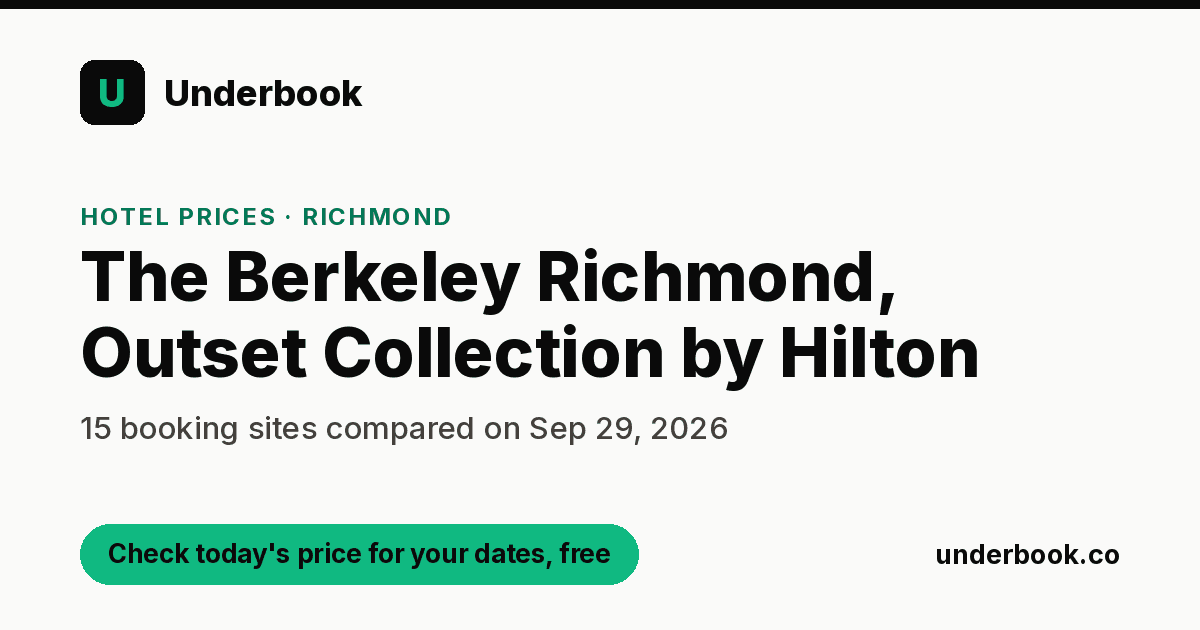 U Underbook
HOTEL PRICES · RICHMOND
The Berkeley Richmond,
Outset Collection by Hilton
15 booking sites compared on Sep 29, 2026
Check today's price for your dates, free
underbook.co